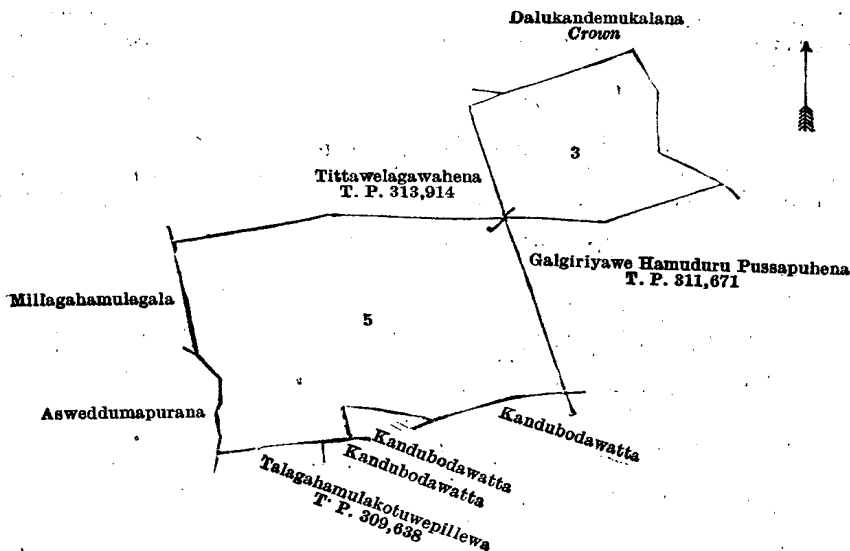 Dalukandemukalana
Crown
3
Tittawelagawahena
T. P. 313,914
Galgiriyawe Hamuduru Pussapuhena
T. P. 311,671
Millagahamulagala
5
Asweddumapurana
Kandubodawatta
Kandubodawatta
Kandubodawatta
Talagahamulakotuwepillewa
T. P. 309,638